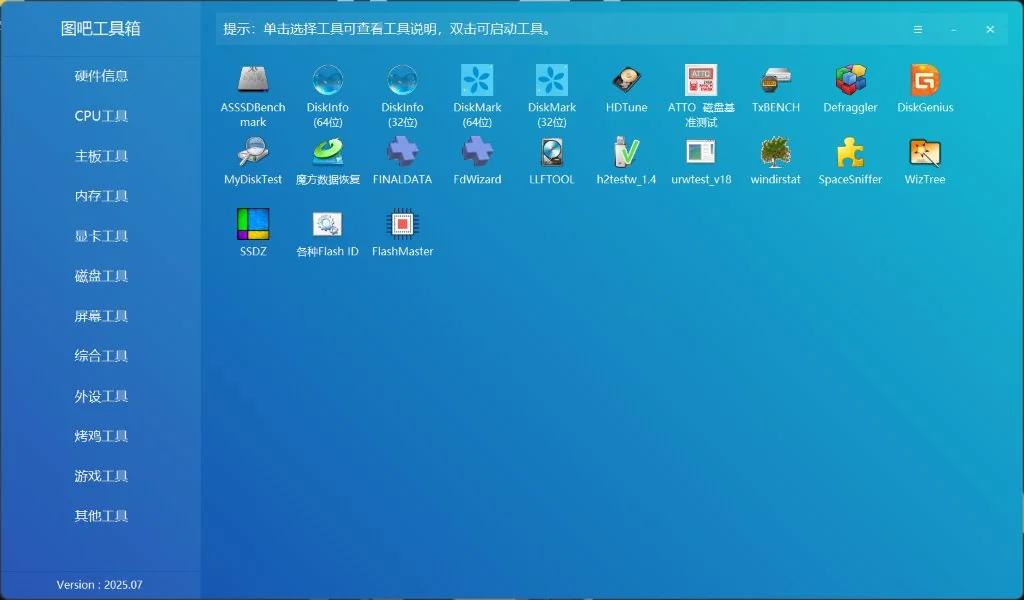 图吧工具箱
提示：单击选择工具可查看工具说明，双击可启动工具。
硬件信息
CPU工具
主板工具
内存工具
显卡工具
磁盘工具
屏幕工具
综合工具
外设工具
烤鸡工具
游戏工具
其他工具
Version : 2025.07
ASSSDBench
mark
DiskInfo
(64位)
DiskInfo
(32位)
DiskMark
(64位)
DiskMark
(32位)
HDTune
ATTO 磁盘基
准测试
TxBENCH
Defraggler
DiskGenius
MyDiskTest
魔方数据恢复
FINALDATA
FdWizard
LLFTOOL
h2testw_1.4
urwtest_v18
windirstat
SpaceSniffer
WizTree
SSDZ
各种Flash ID
FlashMaster